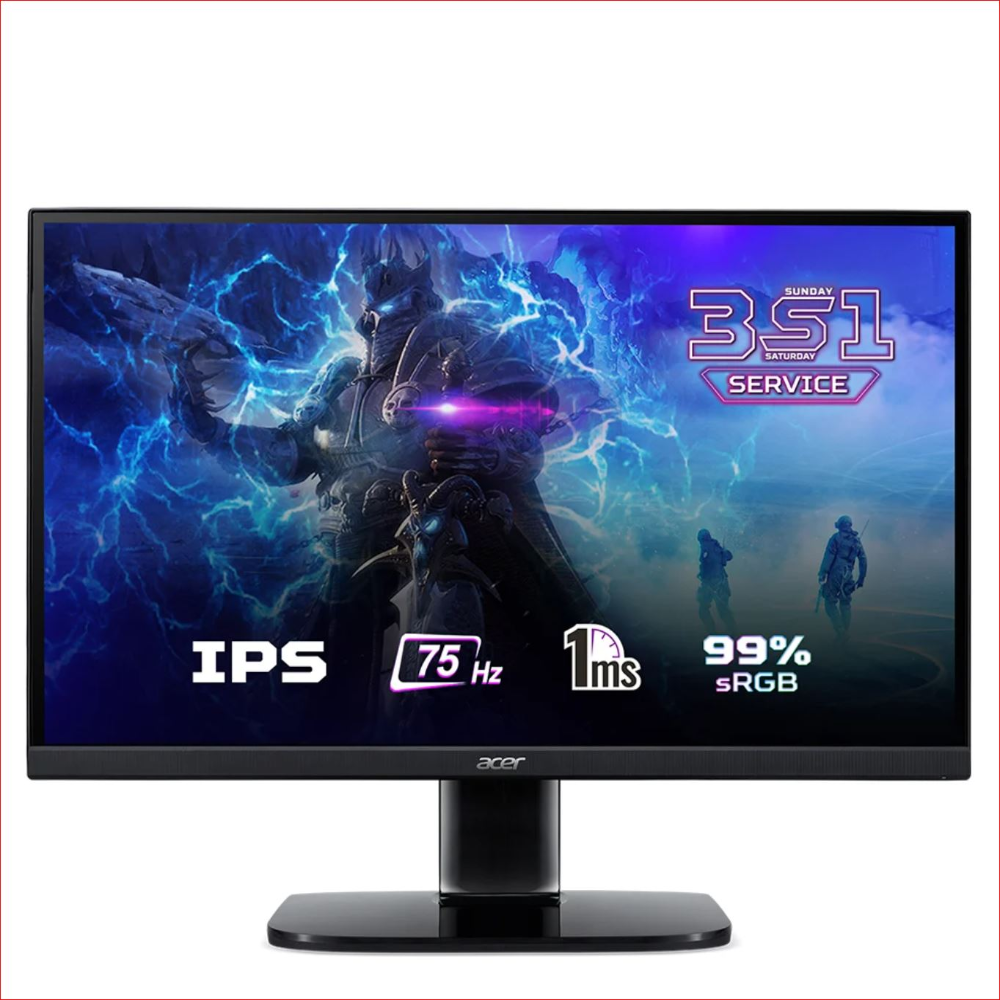 SUNDAY
3S1
SATURDAY
SERVICE
IPS
75 Hz
1ms
99%
sRGB
acer